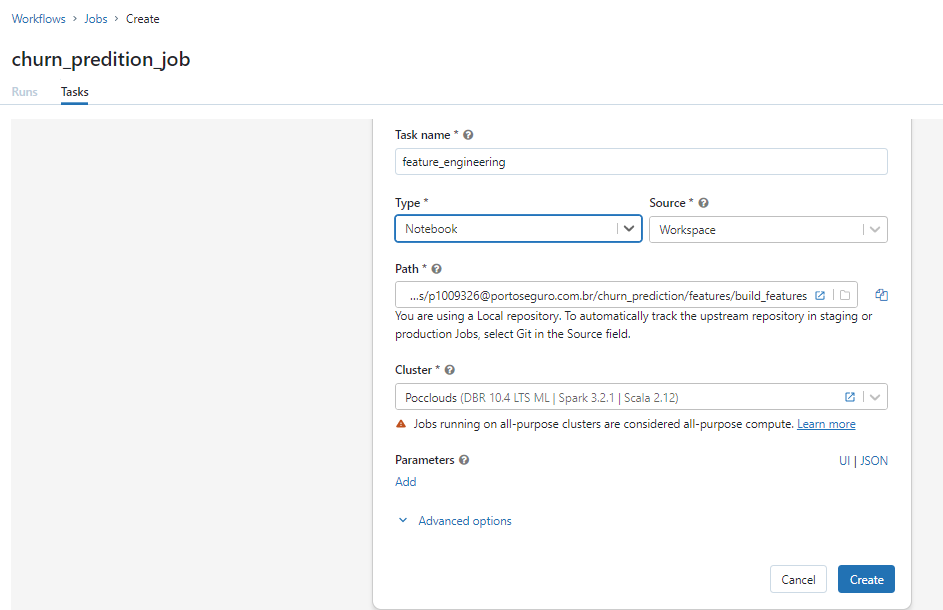 Workflows > Jobs > Create
churn_predition_job
Runs Tasks
Task name * ?
feature_engineering
Type * Source * ?
Notebook Workspace
Path * ?
...s/p1009326@portoseguro.com.br/churn_prediction/features/build_features
You are using a Local repository. To automatically track the upstream repository in staging or
production Jobs, select Git in the Source field.
Cluster * ?
Pocclouds (DBR 10.4 LTS ML | Spark 3.2.1 | Scala 2.12)
Jobs running on all-purpose clusters are considered all-purpose compute. Learn more
Parameters ? UI | JSON
Add
Advanced options
Cancel Create